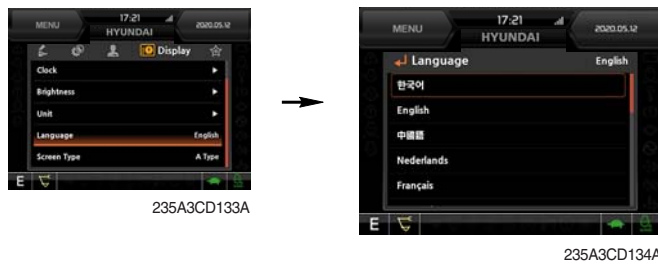 MENU
17:21
HYUNDAI
2020.05.12
Display
Clock
Brightness
Unit
Language English
Screen Type A Type
E
235A3CD133A
MENU
17:21
HYUNDAI
2020.05.12
Language English
한국어
English
中國語
Nederlands
Français
E
235A3CD134A